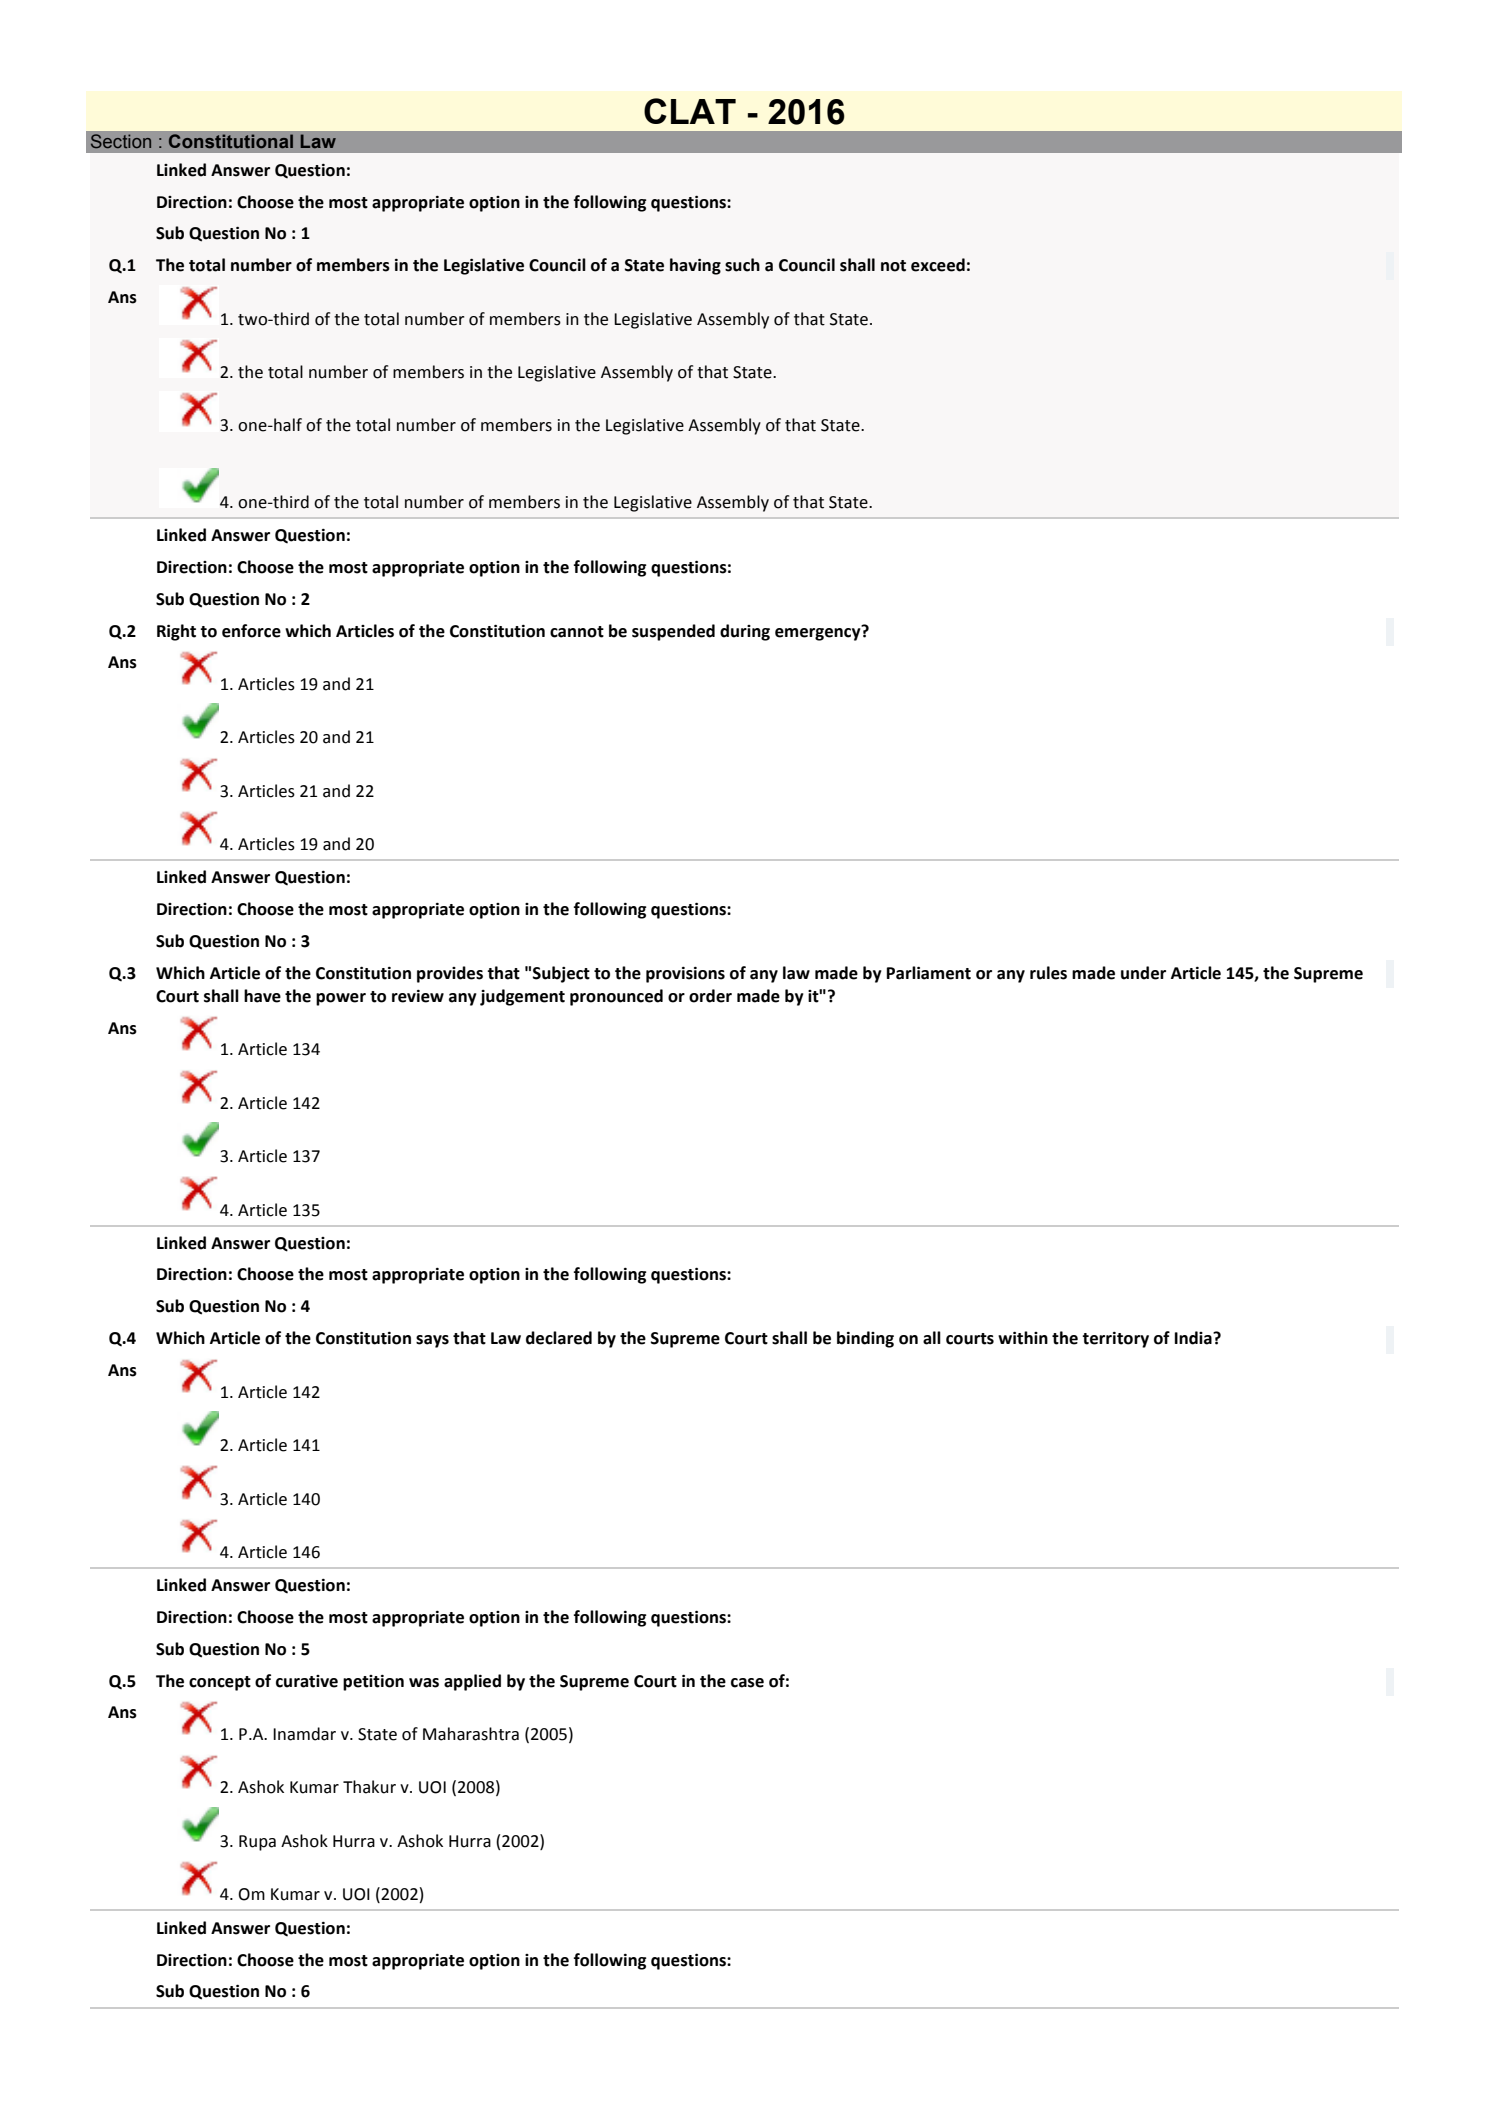 CLAT - 2016
Section : Constitutional Law
Linked Answer Question:
Direction: Choose the most appropriate option in the following questions:
Sub Question No : 1
Q.1 The total number of members in the Legislative Council of a State having such a Council shall not exceed:
Ans
1. two-third of the total number of members in the Legislative Assembly of that State.
2. the total number of members in the Legislative Assembly of that State.
3. one-half of the total number of members in the Legislative Assembly of that State.
4. one-third of the total number of members in the Legislative Assembly of that State.
Linked Answer Question:
Direction: Choose the most appropriate option in the following questions:
Sub Question No : 2
Q.2 Right to enforce which Articles of the Constitution cannot be suspended during emergency?
Ans
1. Articles 19 and 21
2. Articles 20 and 21
3. Articles 21 and 22
4. Articles 19 and 20
Linked Answer Question:
Direction: Choose the most appropriate option in the following questions:
Sub Question No : 3
Q.3 Which Article of the Constitution provides that "Subject to the provisions of any law made by Parliament or any rules made under Article 145, the Supreme
Court shall have the power to review any judgement pronounced or order made by it"?
Ans
1. Article 134
2. Article 142
3. Article 137
4. Article 135
Linked Answer Question:
Direction: Choose the most appropriate option in the following questions:
Sub Question No : 4
Q.4 Which Article of the Constitution says that Law declared by the Supreme Court shall be binding on all courts within the territory of India?
Ans
1. Article 142
2. Article 141
3. Article 140
4. Article 146
Linked Answer Question:
Direction: Choose the most appropriate option in the following questions:
Sub Question No : 5
Q.5 The concept of curative petition was applied by the Supreme Court in the case of:
Ans
1. P.A. Inamdar v. State of Maharashtra (2005)
2. Ashok Kumar Thakur v. UOI (2008)
3. Rupa Ashok Hurra v. Ashok Hurra (2002)
4. Om Kumar v. UOI (2002)
Linked Answer Question:
Direction: Choose the most appropriate option in the following questions:
Sub Question No : 6